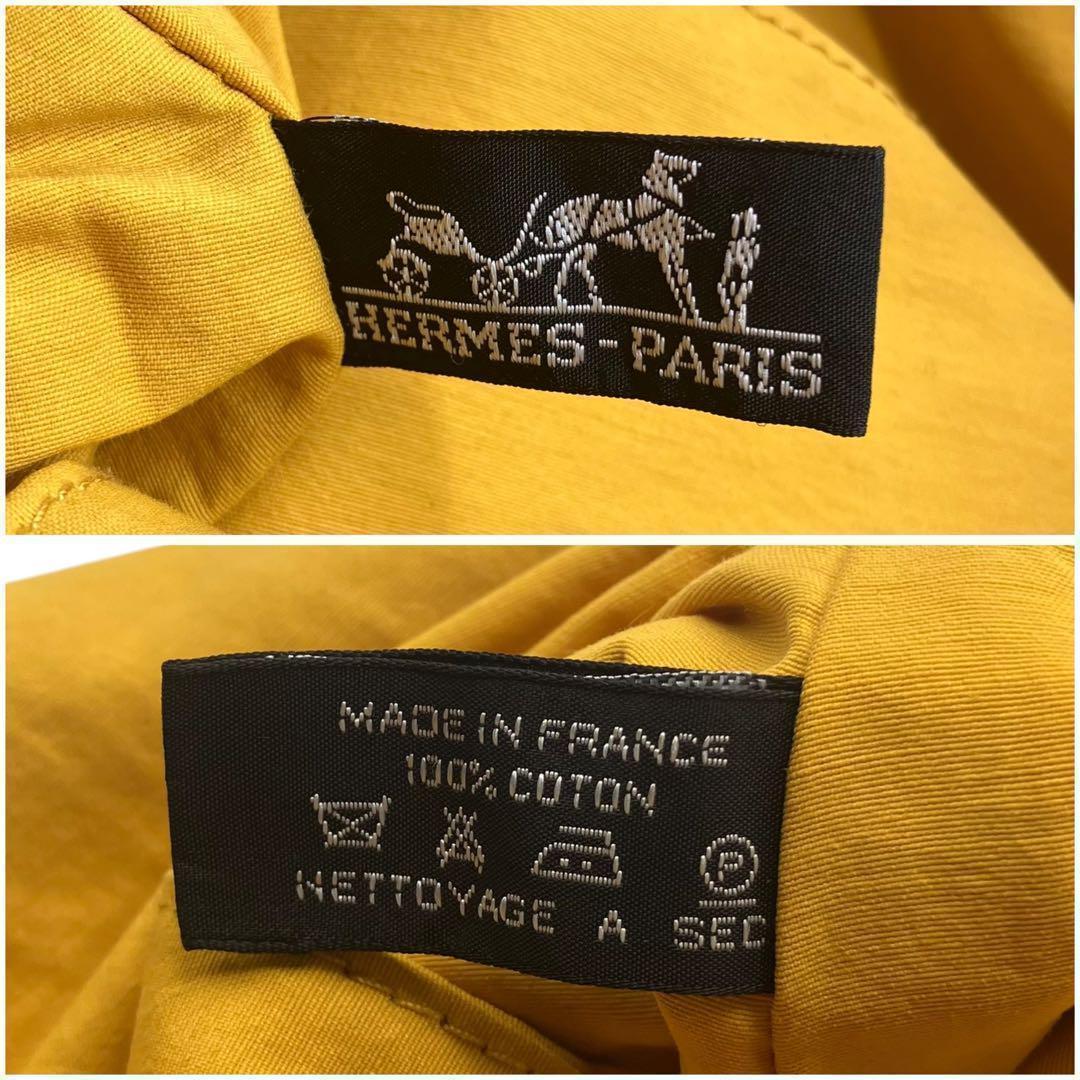 HERMES-PARIS
MADE IN FRANCE
100% COTON
P
NETTOYAGE A SEC